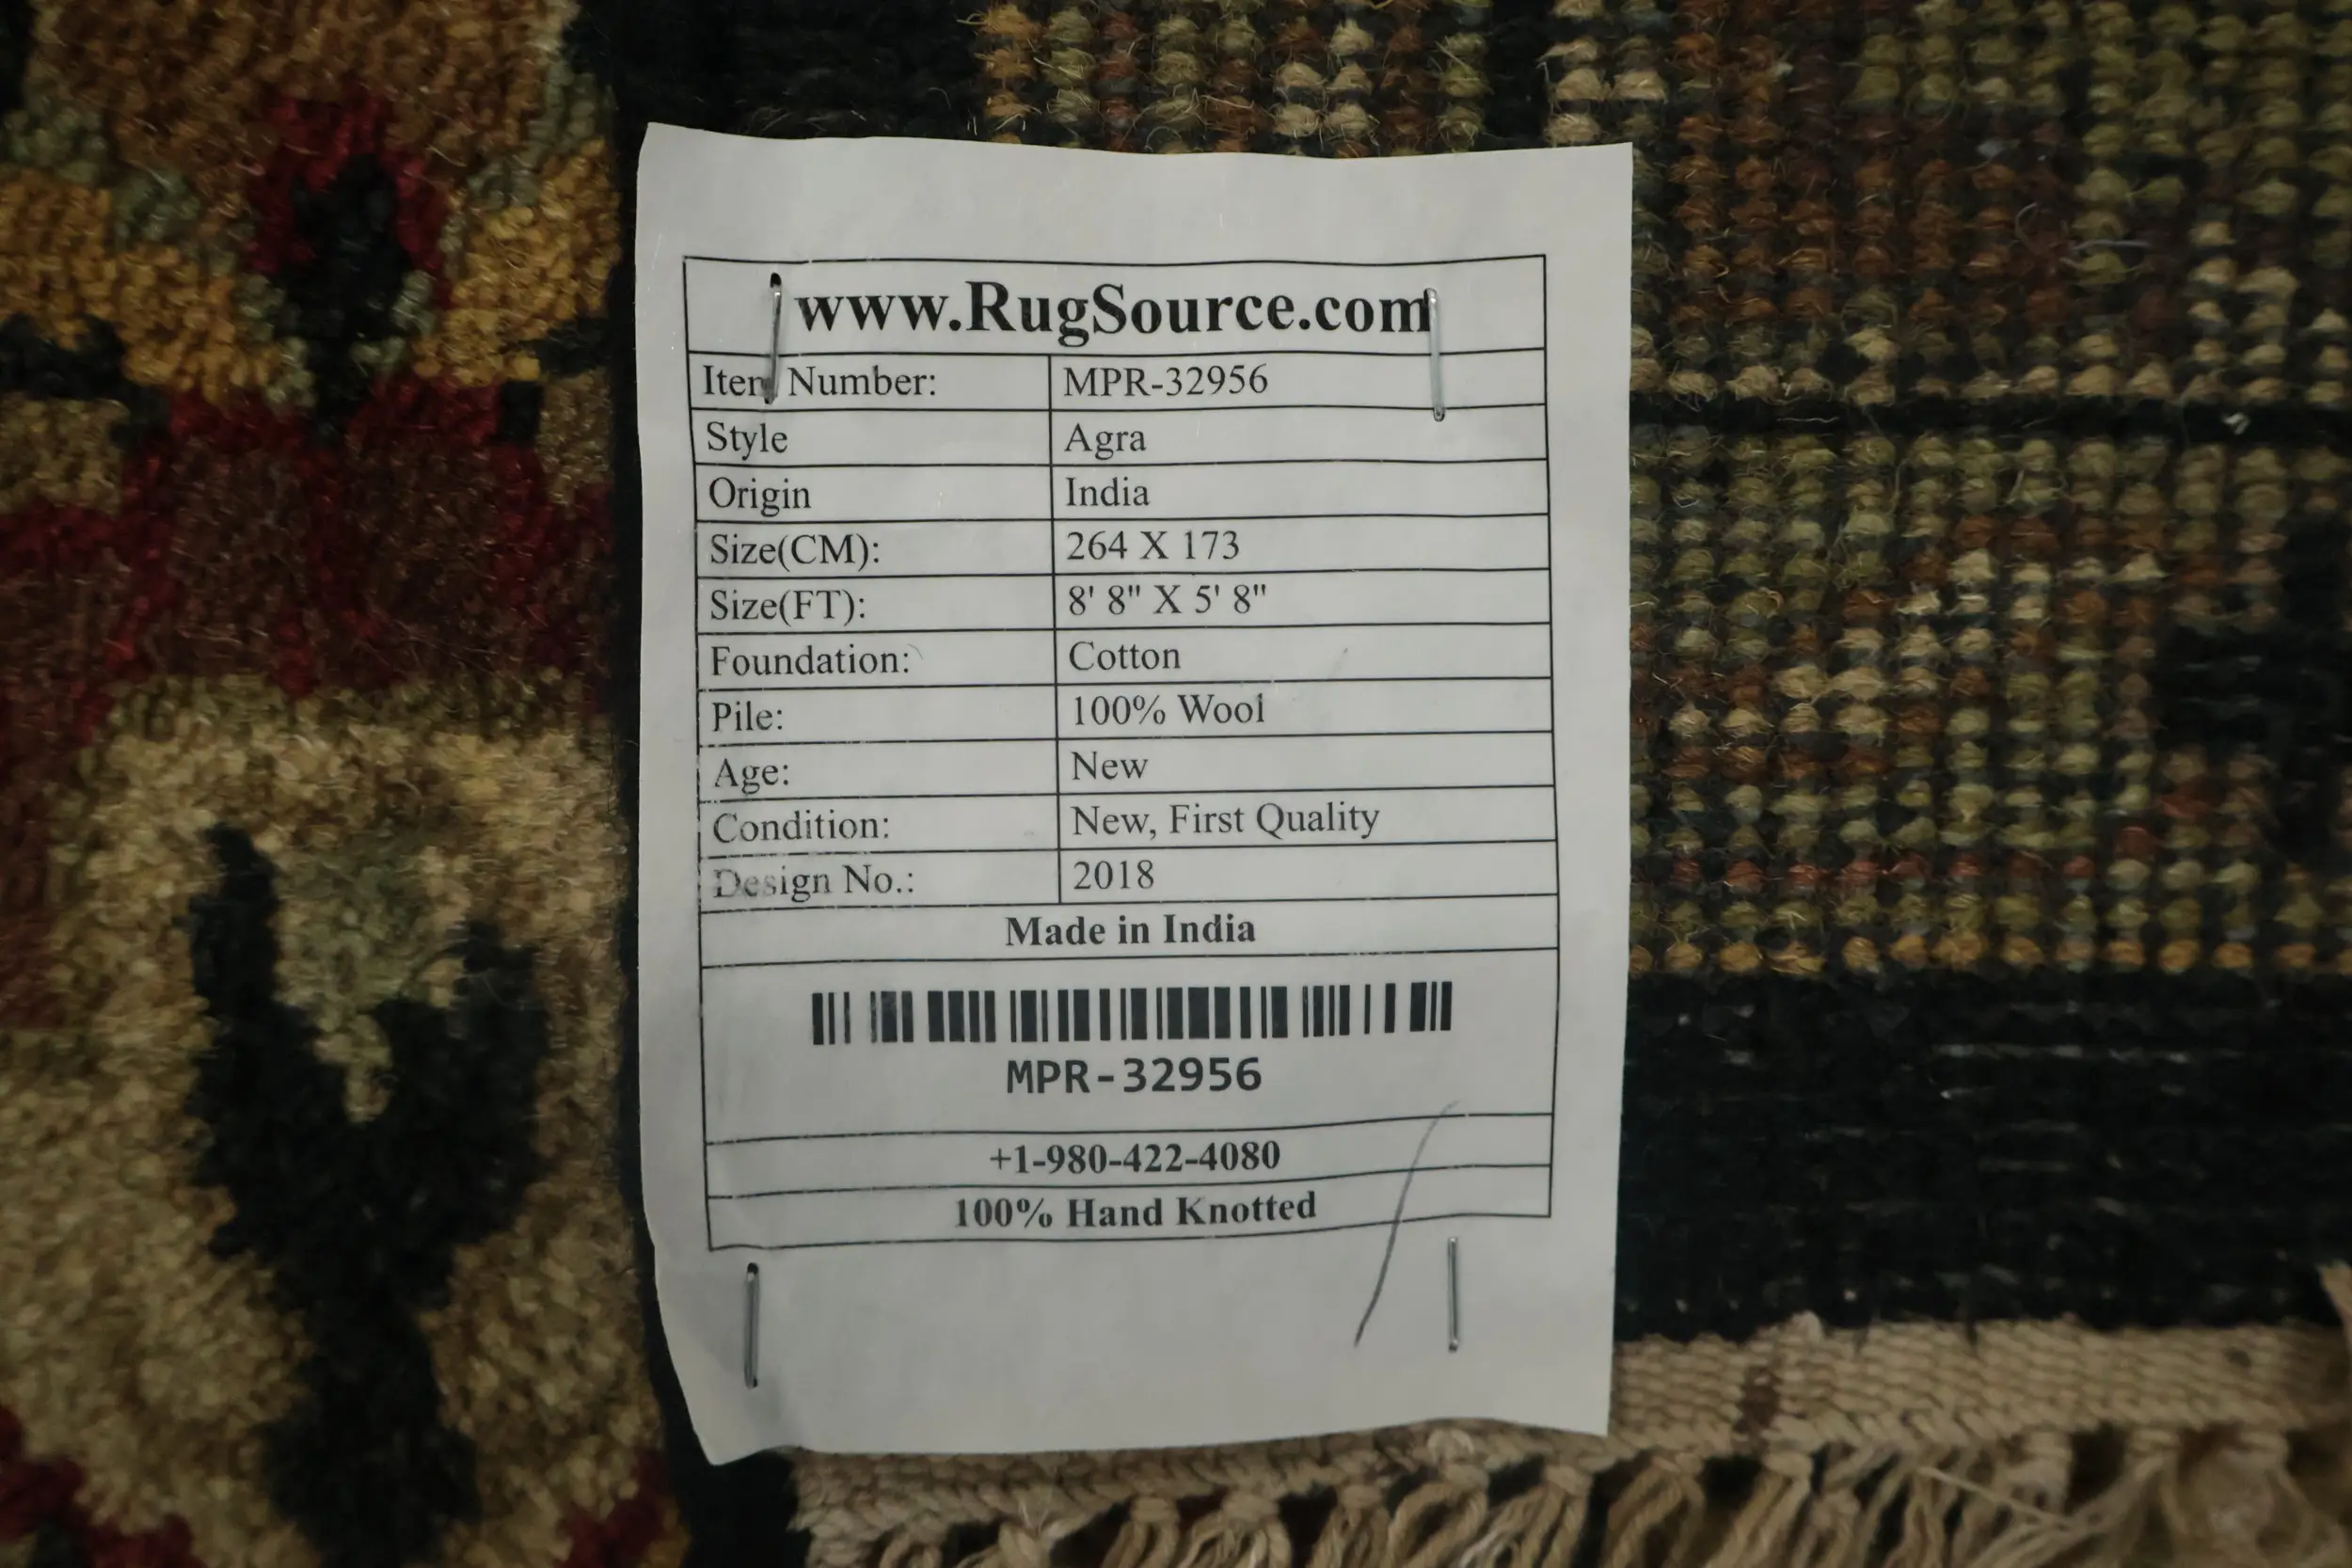 www.RugSource.com
Item Number: MPR-32956
Style Agra
Origin India
Size(CM): 264 X 173
Size(FT): 8' 8" X 5' 8"
Foundation: Cotton
Pile: 100% Wool
Age: New
Condition: New, First Quality
Design No.: 2018
Made in India
MPR-32956
+1-980-422-4080
100% Hand Knotted